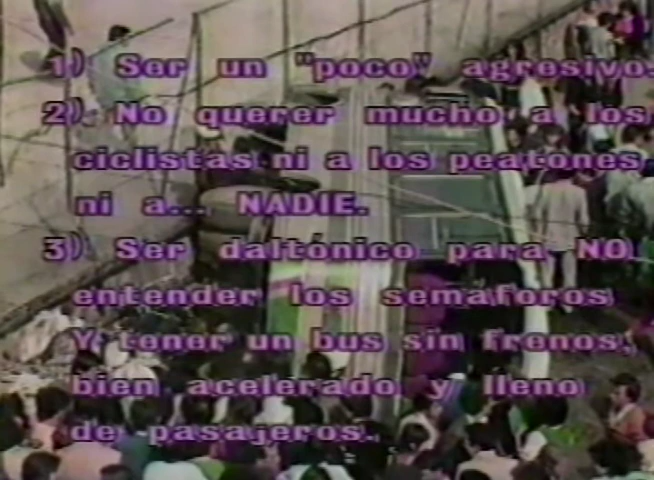 1) Ser un "poco" agresivo.
2) No querer mucho a los
ciclistas ni a los peatones
ni a... NADIE.
3) Ser daltónico para NO
entender los semáforos
Y tener un bus sin frenos,
bien acelerado y lleno
de pasajeros.